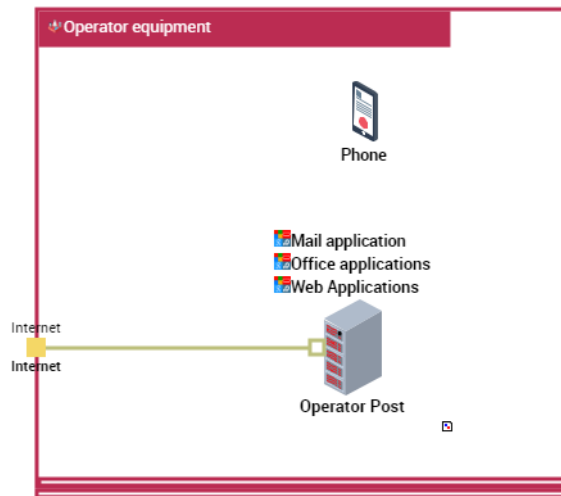 Operator equipment
Phone
Mail application
Office applications
Web Applications
Internet
Internet
Operator Post